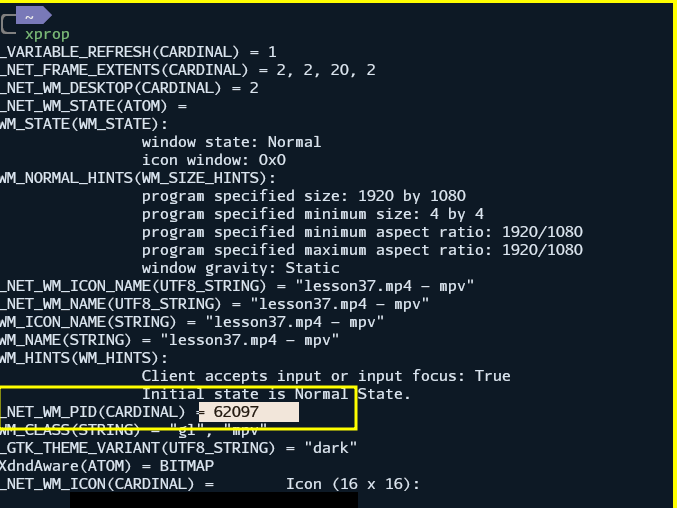 ~
xprop
_VARIABLE_REFRESH(CARDINAL) = 1
_NET_FRAME_EXTENTS(CARDINAL) = 2, 2, 20, 2
_NET_WM_DESKTOP(CARDINAL) = 2
_NET_WM_STATE(ATOM) =
WM_STATE(WM_STATE):
window state: Normal
icon window: 0x0
WM_NORMAL_HINTS(WM_SIZE_HINTS):
program specified size: 1920 by 1080
program specified minimum size: 4 by 4
program specified minimum aspect ratio: 1920/1080
program specified maximum aspect ratio: 1920/1080
window gravity: Static
_NET_WM_ICON_NAME(UTF8_STRING) = "lesson37.mp4 - mpv"
_NET_WM_NAME(UTF8_STRING) = "lesson37.mp4 - mpv"
WM_ICON_NAME(STRING) = "lesson37.mp4 - mpv"
WM_NAME(STRING) = "lesson37.mp4 - mpv"
WM_HINTS(WM_HINTS):
Client accepts input or input focus: True
Initial state is Normal State.
_NET_WM_PID(CARDINAL) = 62097
WM_CLASS(STRING) = "gl", "mpv"
_GTK_THEME_VARIANT(UTF8_STRING) = "dark"
XdndAware(ATOM) = BITMAP
_NET_WM_ICON(CARDINAL) = Icon (16 x 16):